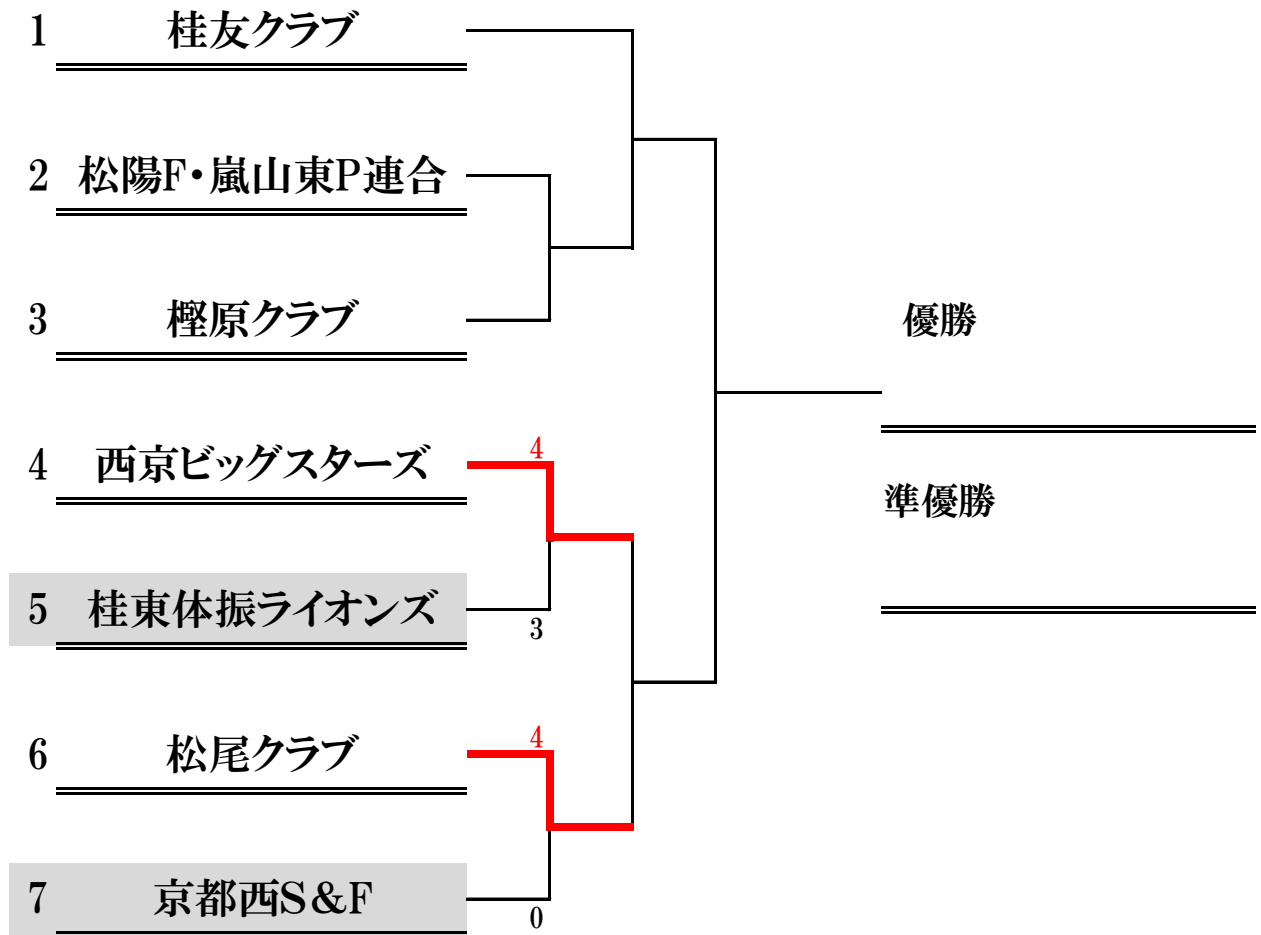 1 桂友クラブ
2 松陽F・嵐山東P連合
3 樫原クラブ
優勝
4 西京ビッグスターズ 4
準優勝
5 桂東体振ライオンズ 3
6 松尾クラブ 4
7 京都西S&F 0